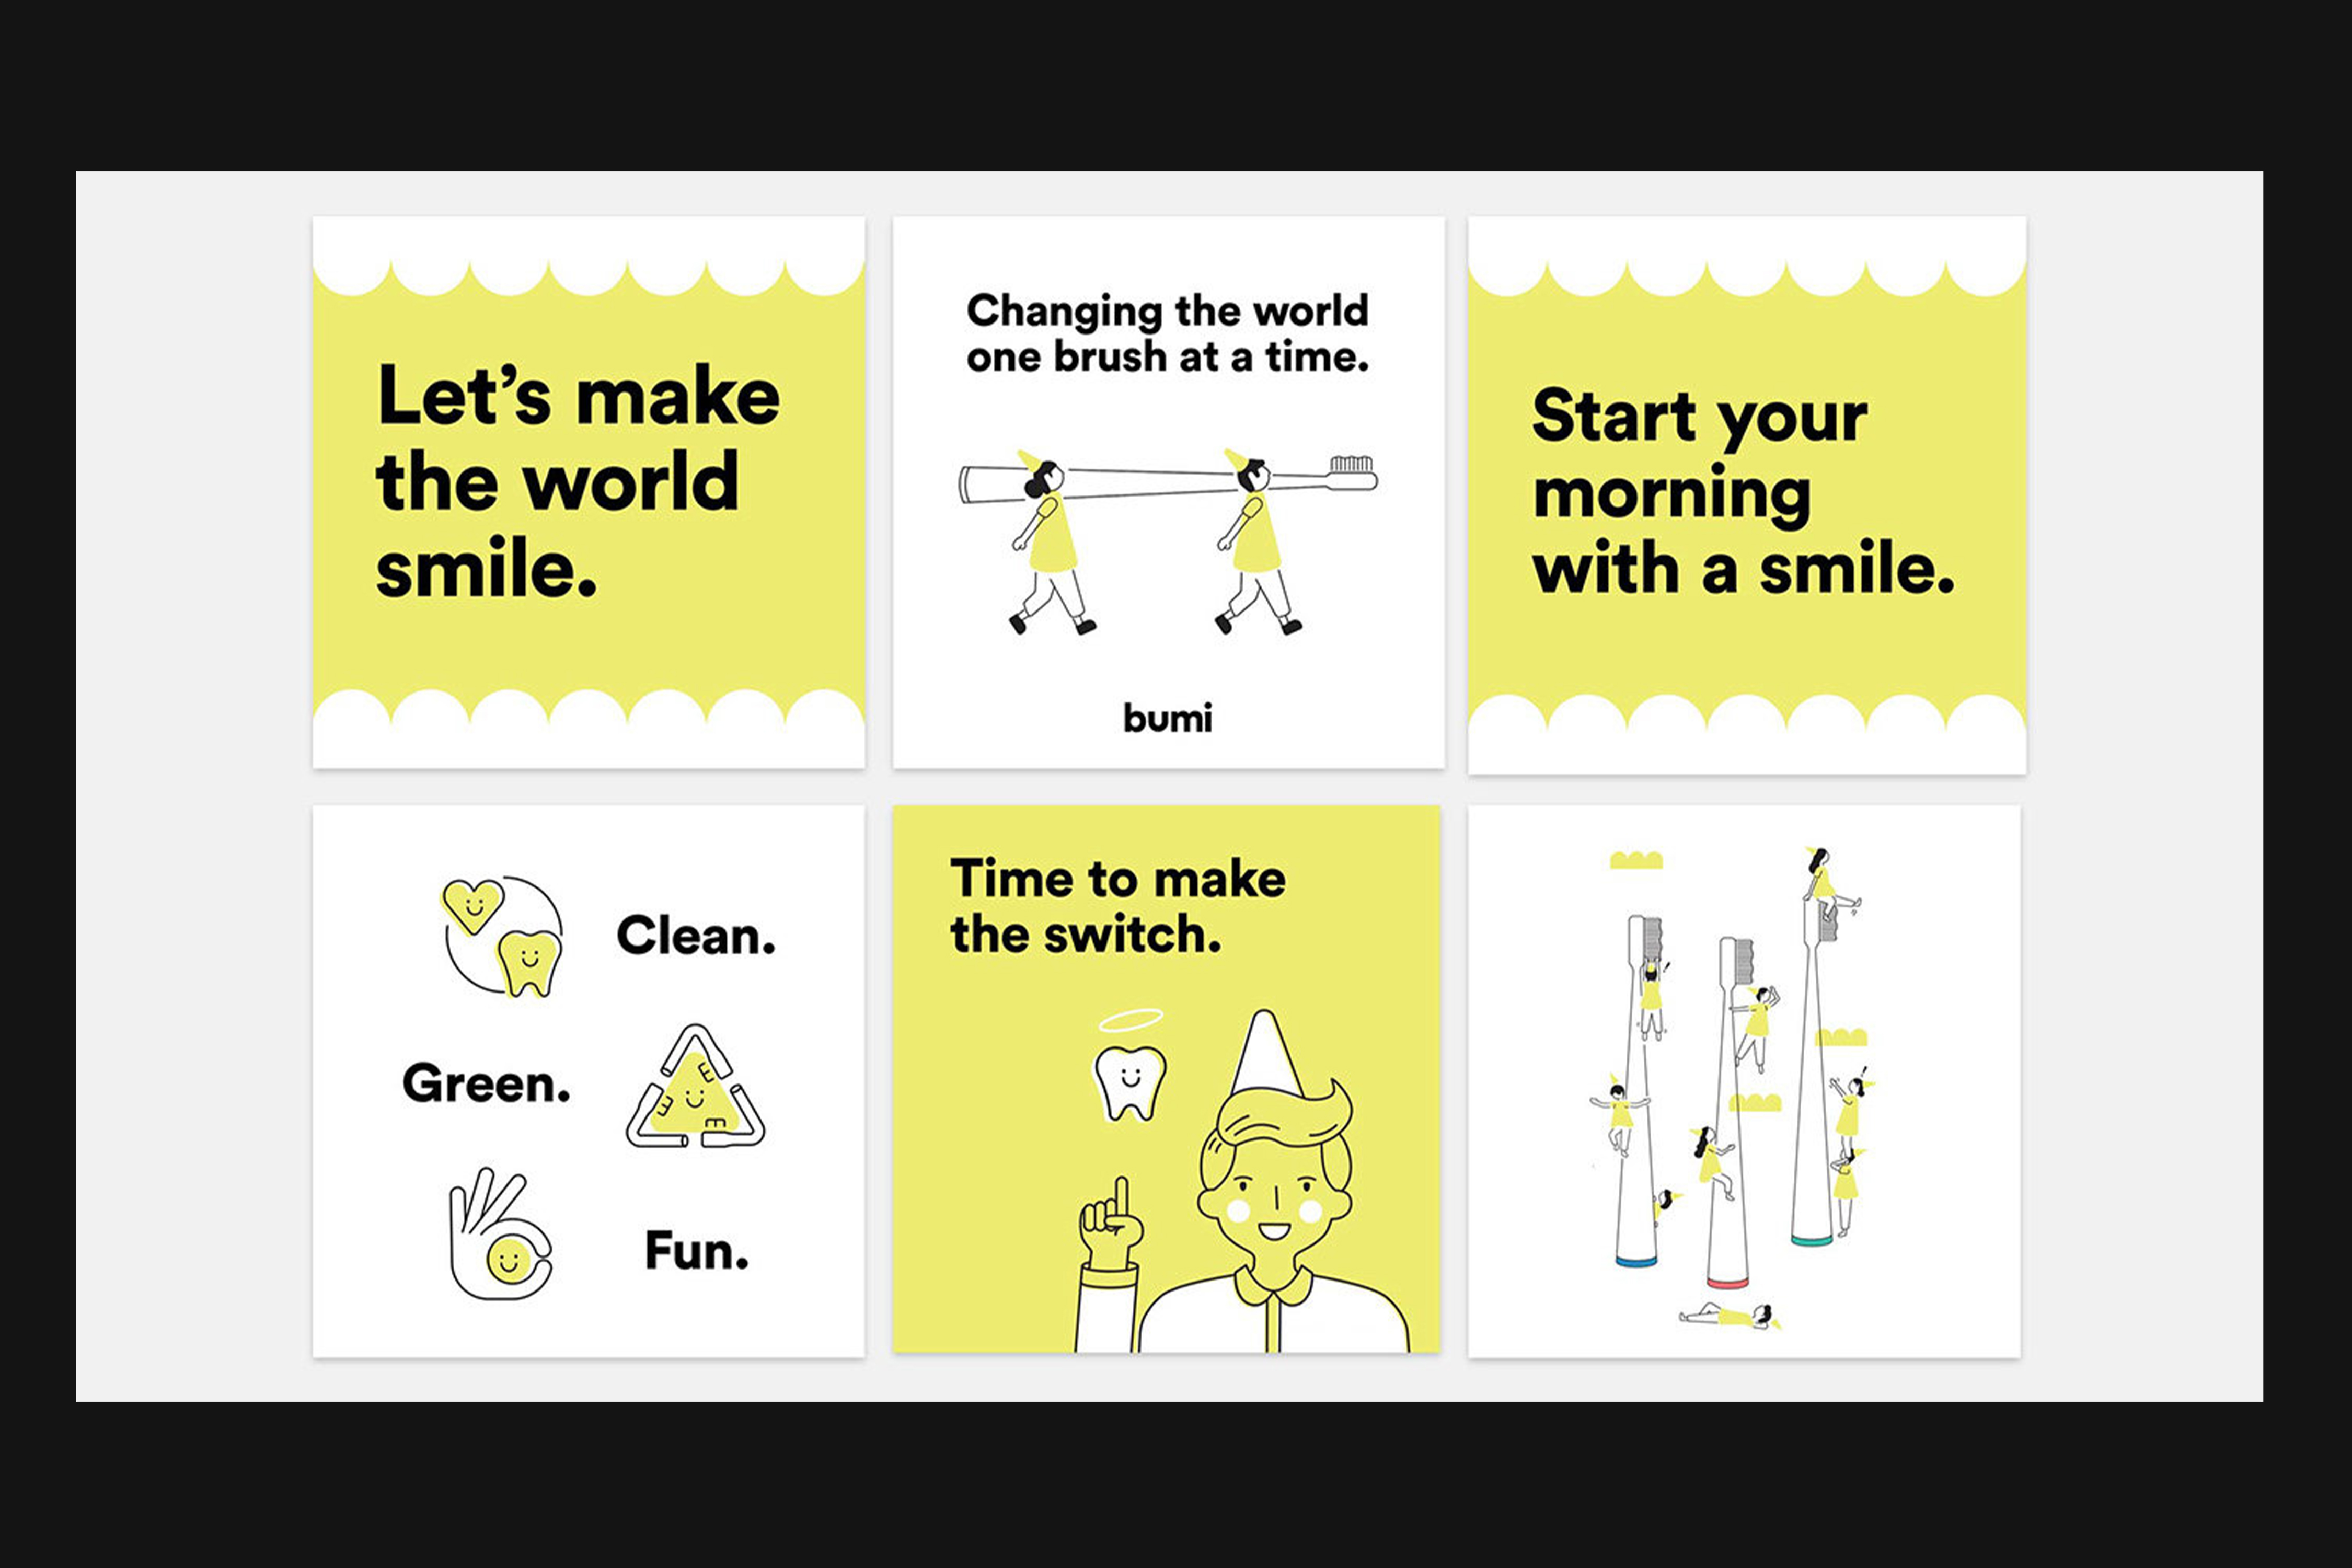 Let’s make
the world
smile.
Changing the world
one brush at a time.
bumi
Start your
morning
with a smile.
Clean.
Green.
Fun.
Time to make
the switch.